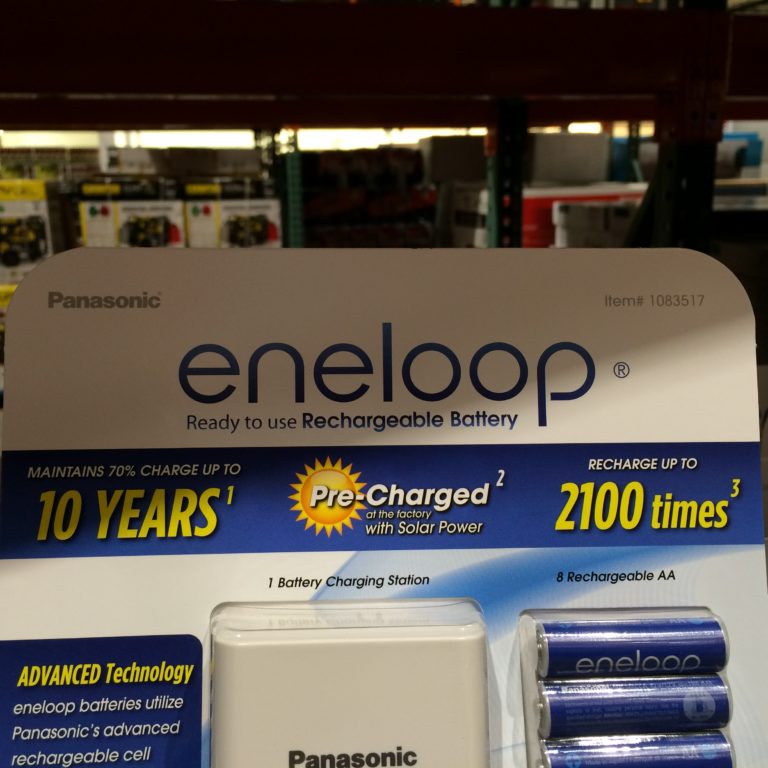 Panasonic
Item# 1083517
eneloop®
Ready to use Rechargeable Battery
MAINTAINS 70% CHARGE UP TO
10 YEARS1
Pre-Charged2
at the factory
with Solar Power
RECHARGE UP TO
2100 times3
1 Battery Charging Station
8 Rechargeable AA
ADVANCED Technology
eneloop batteries utilize
Panasonic's advanced
rechargeable cell
Panasonic
eneloop